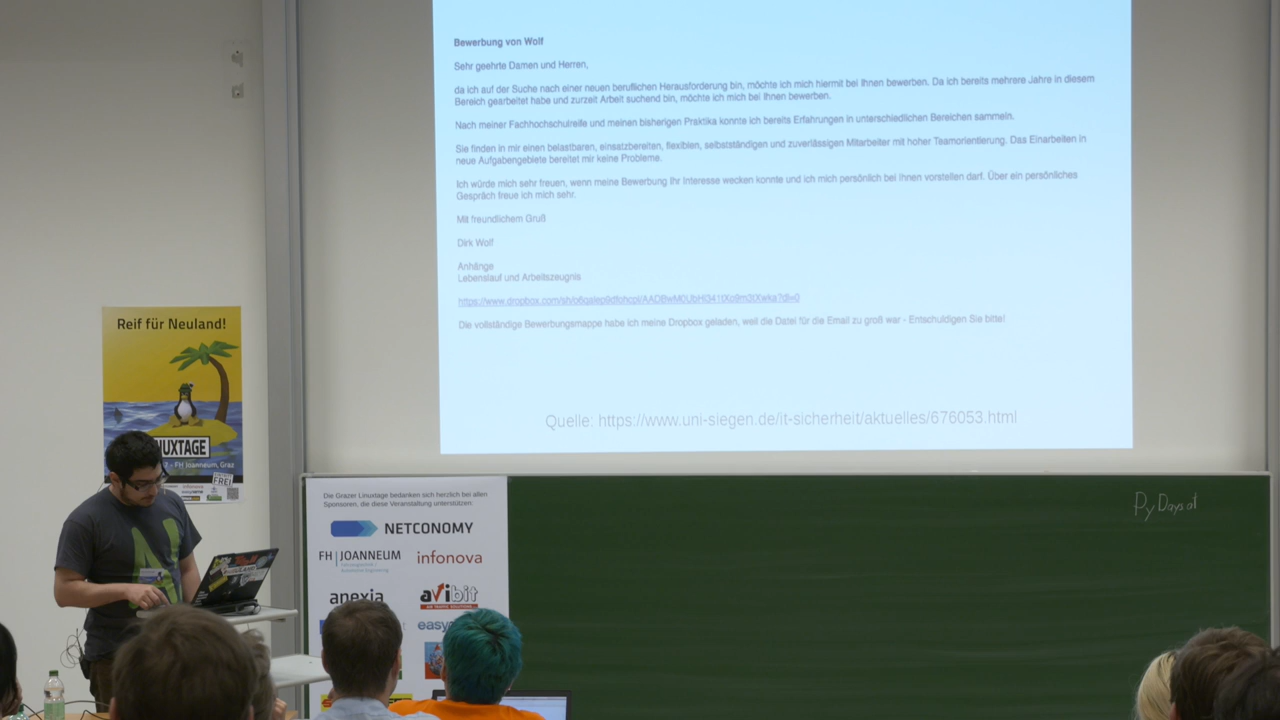 Bewerbung von Wolf
Sehr geehrte Damen und Herren,
da ich auf der Suche nach einer neuen beruflichen Herausforderung bin, möchte ich mich hiermit bei Ihnen bewerben. Da ich bereits mehrere Jahre in diesem
Bereich gearbeitet habe und zurzeit Arbeit suchend bin, möchte ich mich bei Ihnen bewerben.
Nach meiner Fachhochschulreife und meinen bisherigen Praktika konnte ich bereits Erfahrungen in unterschiedlichen Bereichen sammeln.
Sie finden in mir einen belastbaren, einsatzbereiten, flexiblen, selbstständigen und zuverlässigen Mitarbeiter mit hoher Teamorientierung. Das Einarbeiten in
neue Aufgabengebiete bereitet mir keine Probleme.
Ich würde mich sehr freuen, wenn meine Bewerbung Ihr Interesse wecken konnte und ich mich persönlich bei Ihnen vorstellen darf. Über ein persönliches
Gespräch freue ich mich sehr.
Mit freundlichem Gruß
Dirk Wolf
Anhänge
Lebenslauf und Arbeitszeugnis
Die vollständige Bewerbungsmappe habe ich meine Dropbox geladen, weil die Datei für die Email zu groß war - Entschuldigen Sie bitte!
Quelle: https://www.uni-siegen.de/it-sicherheit/aktuelles/676053.html
Reif für Neuland!
UXTAGE
FH Joanneum, Graz
FREI
Die Grazer Linuxtage bedanken sich herzlich bei allen
Sponsoren, die diese Veranstaltung unterstützen:
NETCONOMY
FH JOANNEUM
infonova
anexia
avibit
easy
PyDays at